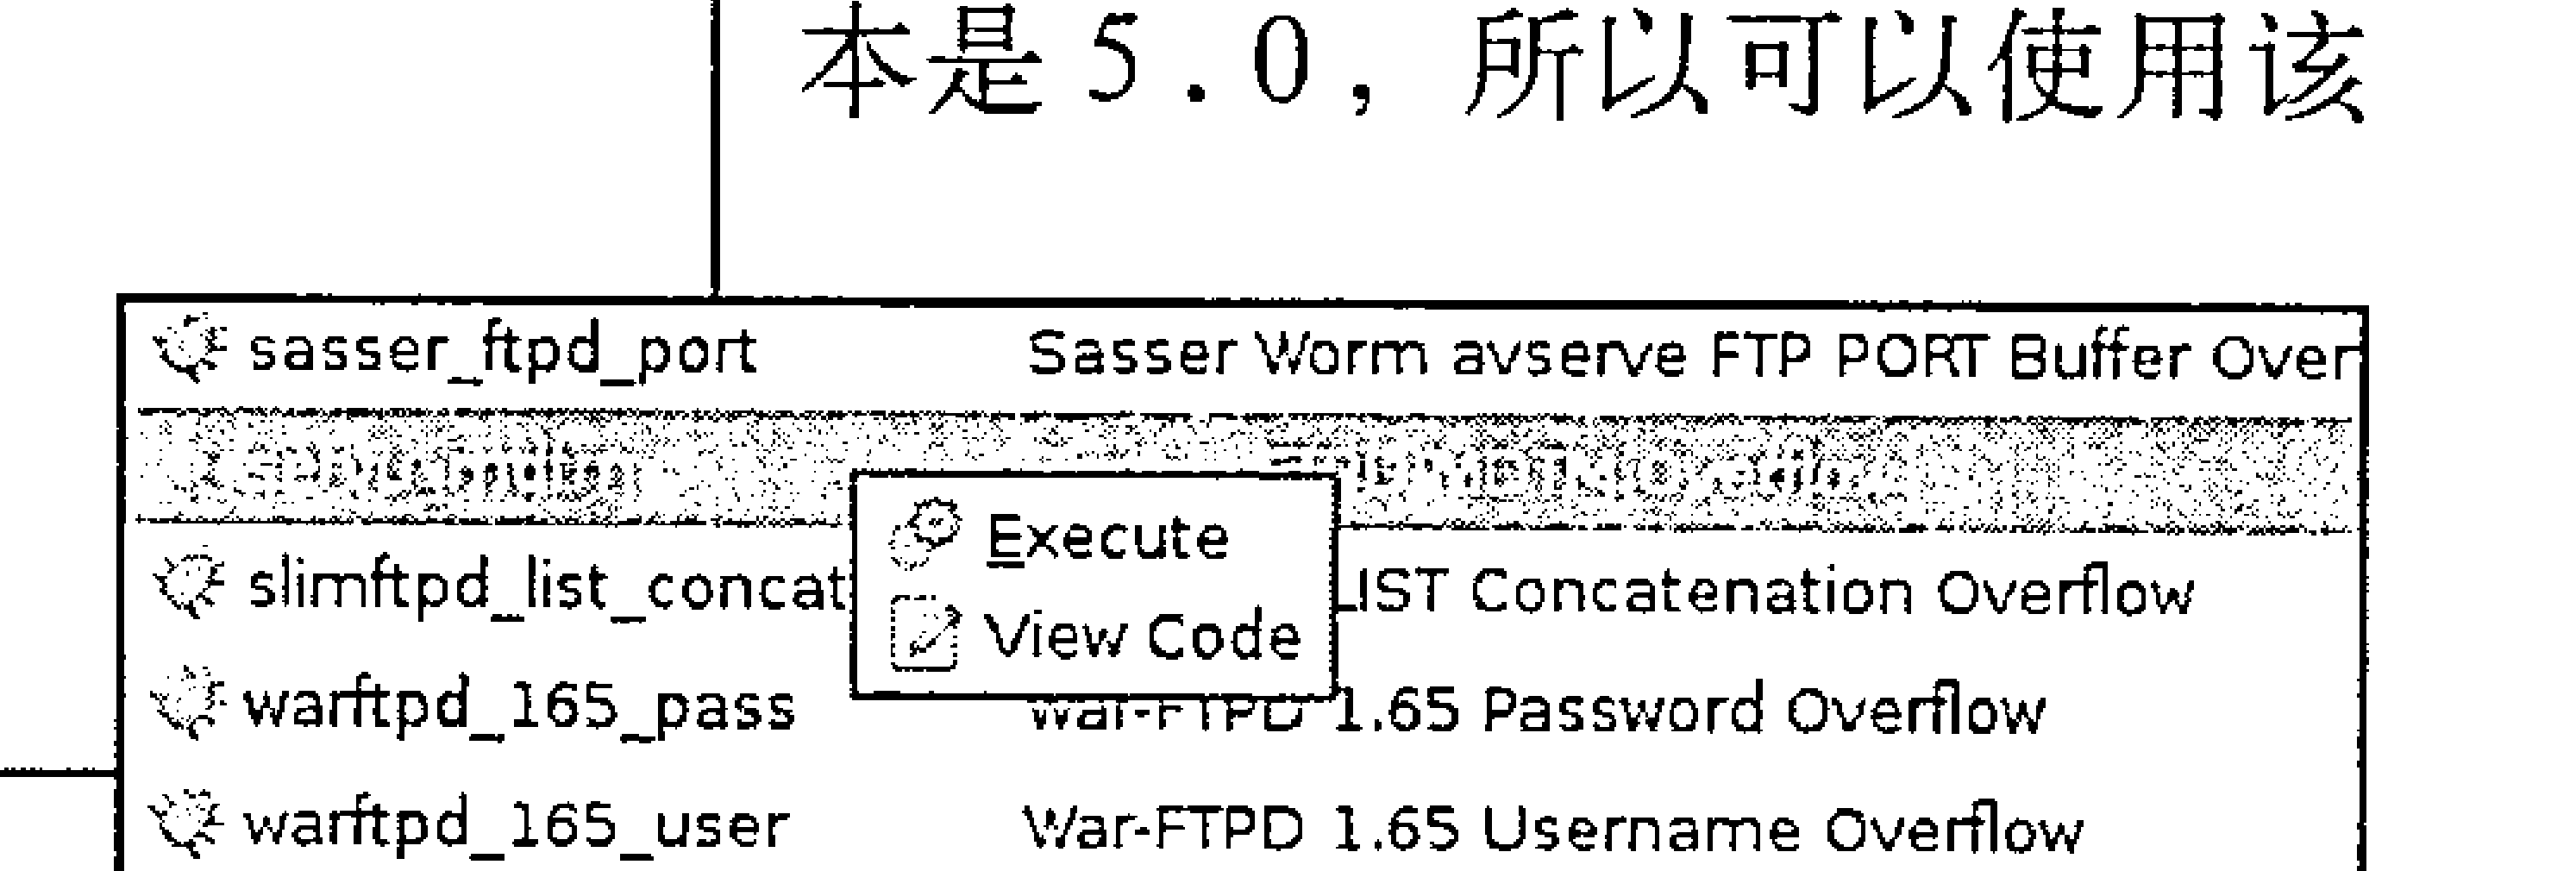 本是5.0，所以可以使用该
sasser_ftpd_port Sasser Worm avserve FTP PORT Buffer Over
Execute
slimftpd_list_concat LIST Concatenation Overflow
View Code
warftpd_165_pass War-FTPD 1.65 Password Overflow
warftpd_165_user War-FTPD 1.65 Username Overflow